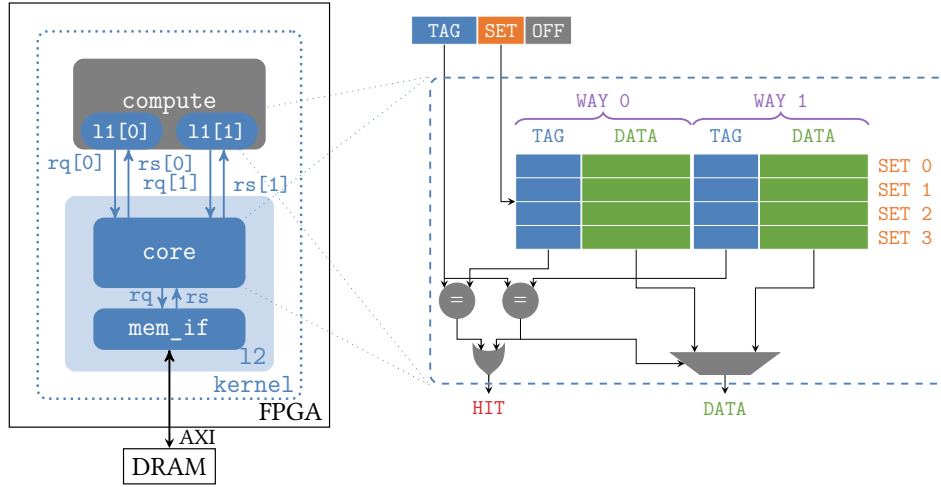 compute
l1[0]
l1[1]
rq[0]
rs[0]
rq[1]
rs[1]
core
rq
rs
mem_if
l2
kernel
FPGA
AXI
DRAM
TAG
SET
OFF
WAY 0
WAY 1
TAG
DATA
TAG
DATA
SET 0
SET 1
SET 2
SET 3
=
=
HIT
DATA